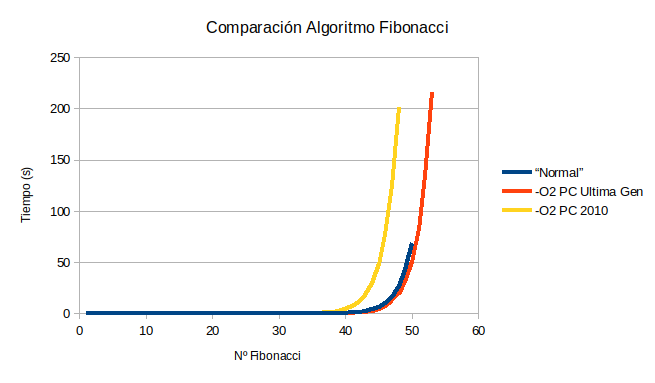 Comparación Algoritmo Fibonacci
250
200
150
100
50
0
Tiempo (s)
0 10 20 30 40 50 60
Nº Fibonacci
“Normal”
-O2 PC Ultima Gen
-O2 PC 2010